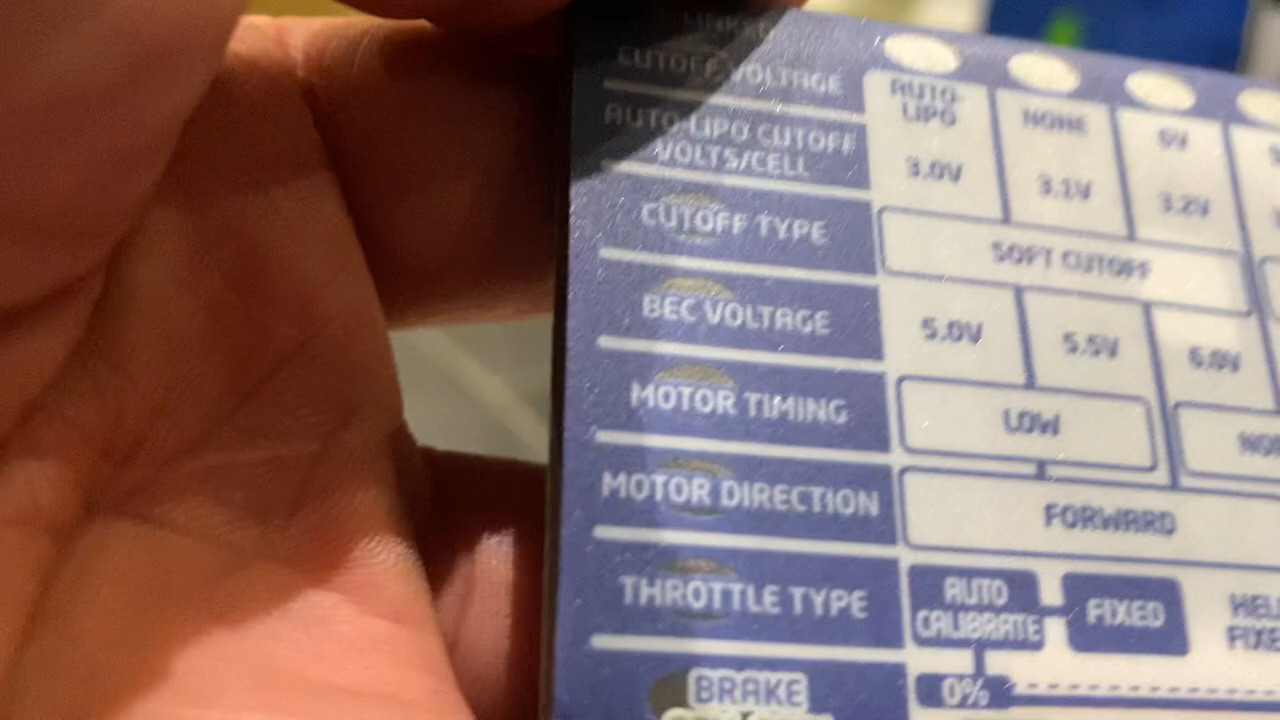 CUTOFF VOLTAGE
AUTO-LIPO
NONE
6V
AUTO-LIPO CUTOFF
VOLTS/CELL
3.0V
3.1V
3.2V
CUTOFF TYPE
SOFT CUTOFF
BEC VOLTAGE
5.0V
5.5V
6.0V
MOTOR TIMING
LOW
MOTOR DIRECTION
FORWARD
THROTTLE TYPE
AUTO
CALIBRATE
FIXED
BRAKE
0%